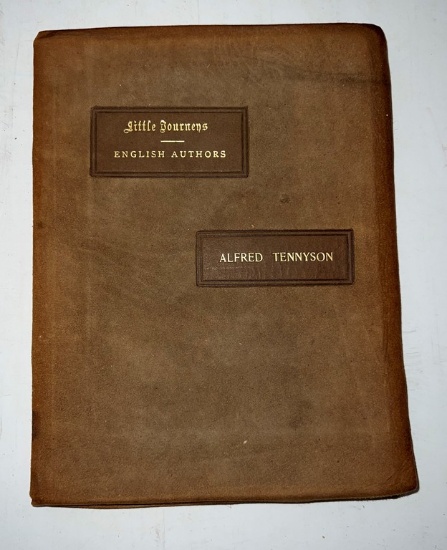 Little Journeys
ENGLISH AUTHORS
ALFRED TENNYSON